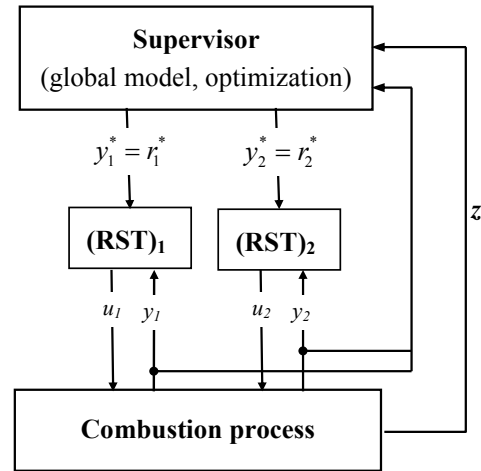 Supervisor
(global model, optimization)
y₁* = r₁*
y₂* = r₂*
z
(RST)₁
(RST)₂
u₁
y₁
u₂
y₂
Combustion process